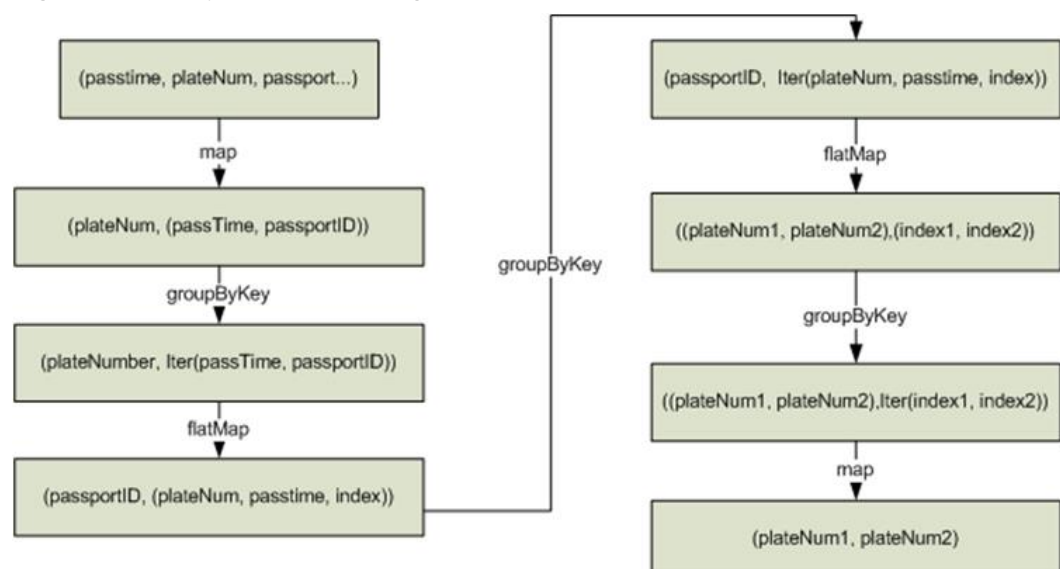 (passtime, plateNum, passport...)
map
(plateNum, (passTime, passportID))
groupByKey
(plateNumber, Iter(passTime, passportID))
flatMap
(passportID, (plateNum, passtime, index))
groupByKey
(passportID, Iter(plateNum, passtime, index))
flatMap
((plateNum1, plateNum2),(index1, index2))
groupByKey
((plateNum1, plateNum2),Iter(index1, index2))
map
(plateNum1, plateNum2)